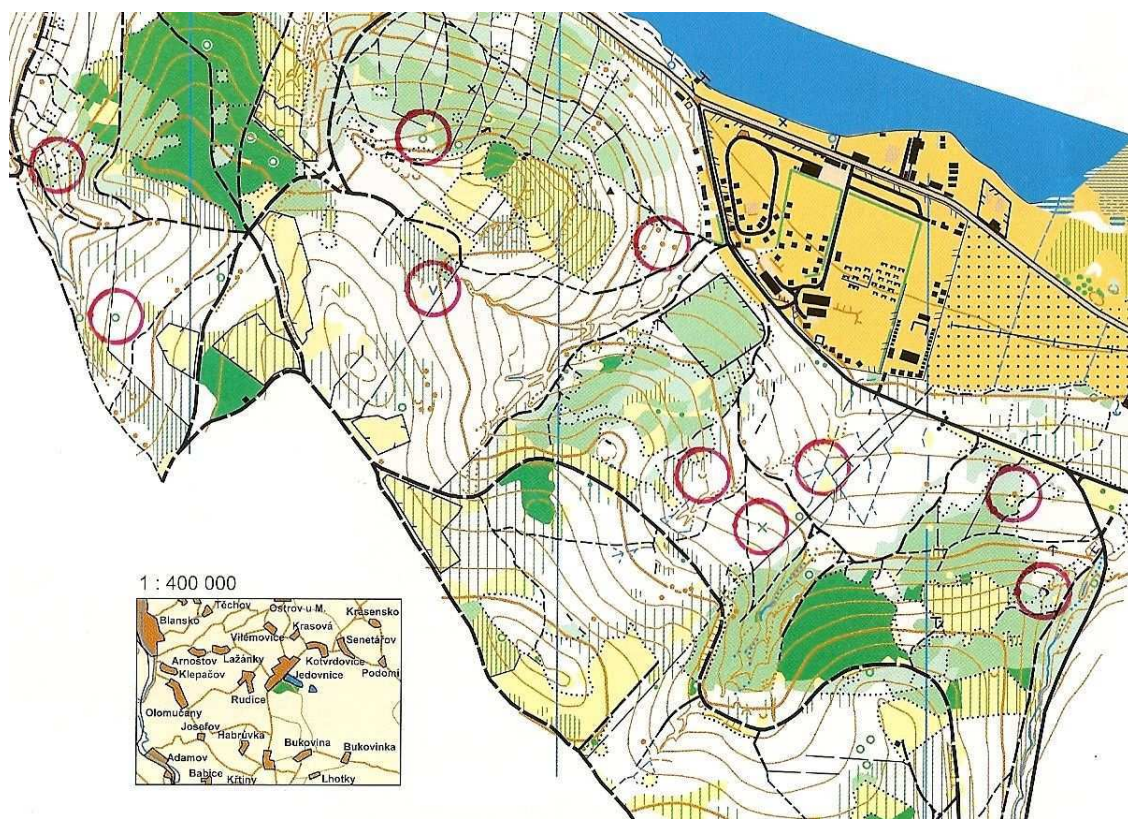 1 : 400 000
Těchov
Ostrov u M.
Krasensko
Blansko
Vilémovice
Krasová
Senetářov
Arnoštov
Lažánky
Kotvrdovice
Klepačov
Jedovnice
Podomí
Rudice
Olomučany
Josefov
Habrůvka
Bukovina
Bukovinka
Adamov
Babice
Křtiny
Lhotky